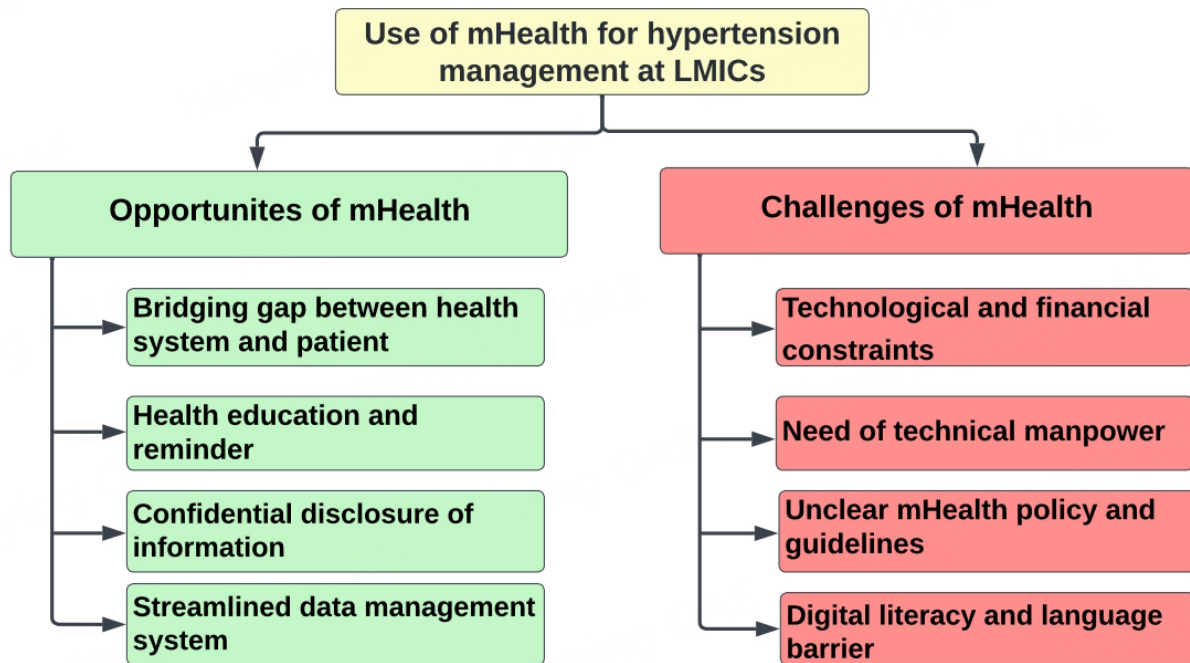 Use of mHealth for hypertension
management at LMICs
Opportunites of mHealth
Bridging gap between health
system and patient
Health education and
reminder
Confidential disclosure of
information
Streamlined data management
system
Challenges of mHealth
Technological and financial
constraints
Need of technical manpower
Unclear mHealth policy and
guidelines
Digital literacy and language
barrier